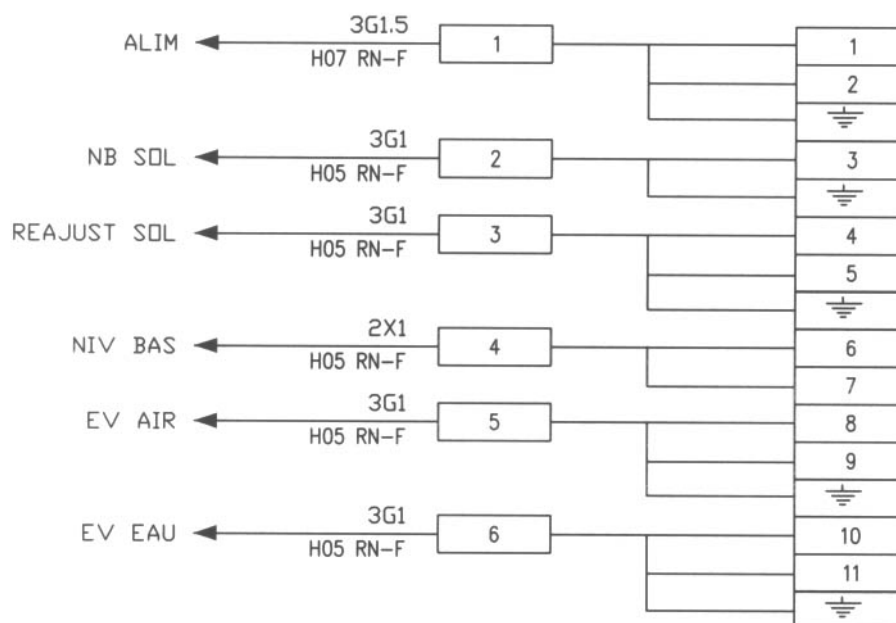 ALIM
3G1.5
H07 RN-F
1
1
2
NB SOL
3G1
H05 RN-F
2
3
REAJUST SOL
3G1
H05 RN-F
3
4
5
NIV BAS
2X1
H05 RN-F
4
6
7
EV AIR
3G1
H05 RN-F
5
8
9
EV EAU
3G1
H05 RN-F
6
10
11